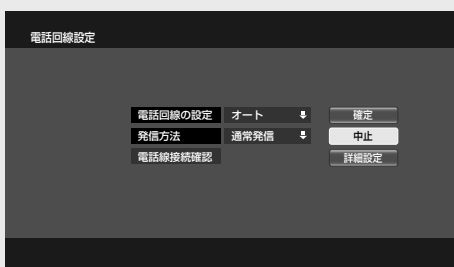 電話回線設定
電話回線の設定 オート 確定
発信方法 通常発信 中止
電話線接続確認 詳細設定